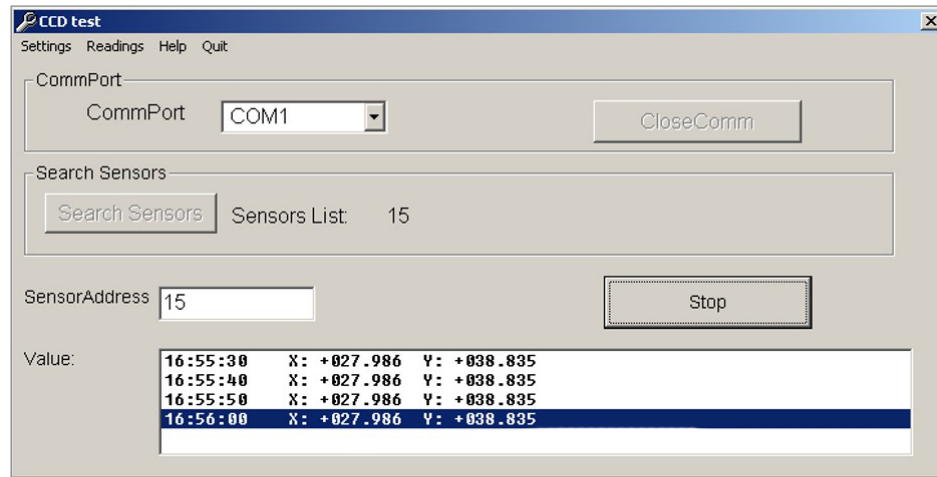 CCD test
Settings Readings Help Quit
CommPort
CommPort COM1 CloseComm
Search Sensors
Search Sensors Sensors List: 15
SensorAddress 15 Stop
Value:
16:55:30 X: +027.986 Y: +038.835
16:55:40 X: +027.986 Y: +038.835
16:55:50 X: +027.986 Y: +038.835
16:56:00 X: +027.986 Y: +038.835